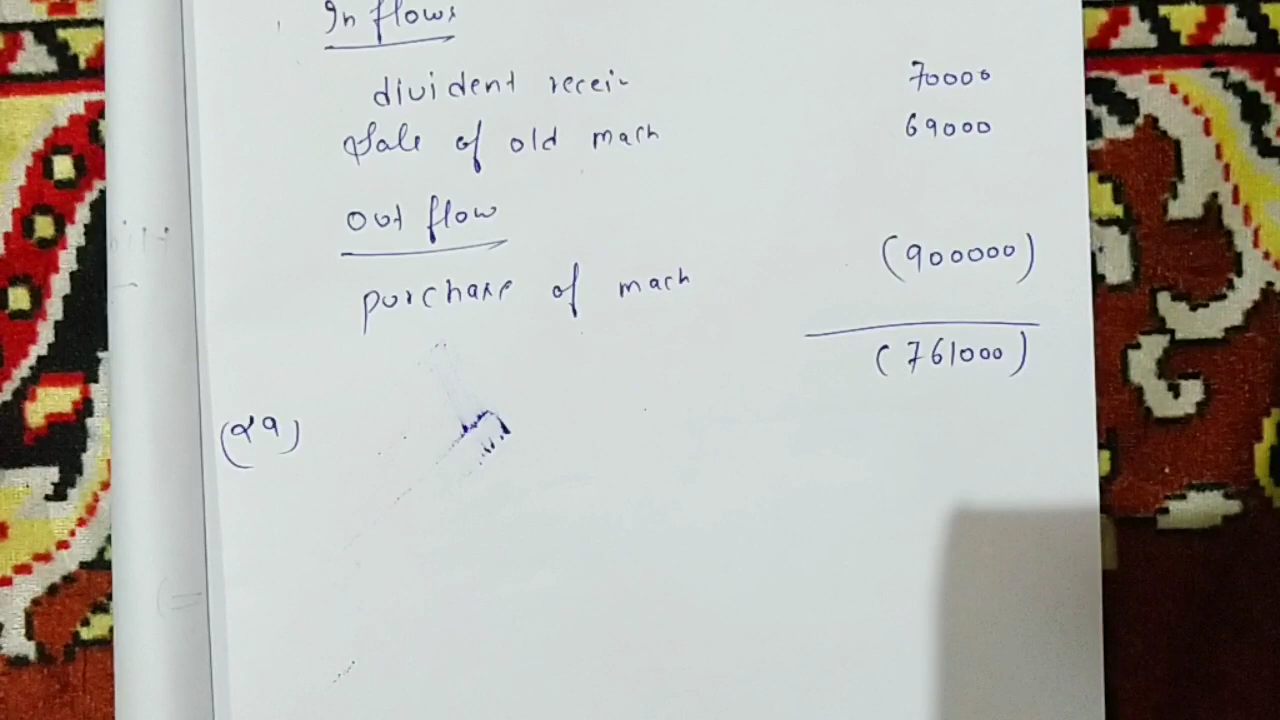 In flows
divident recei 70000
Sale of old mach 69000
out flow
purchase of mach (900000)
(761000)
(29)